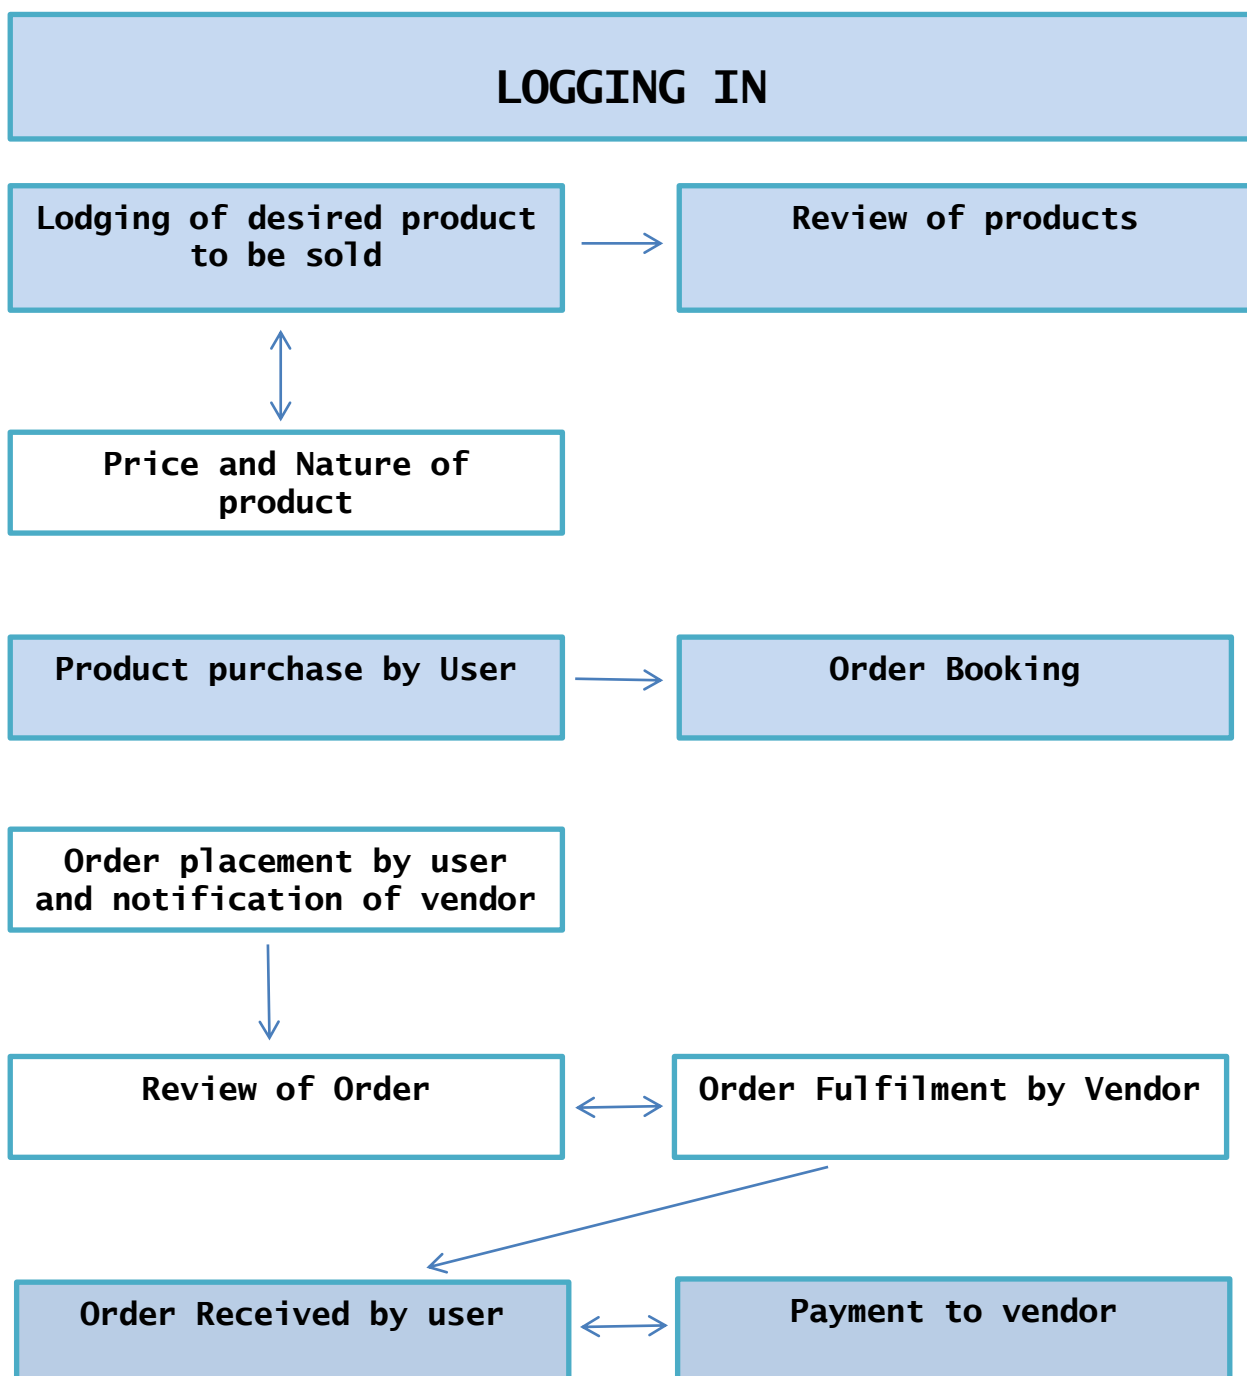 LOGGING IN
Lodging of desired product
to be sold
Review of products
Price and Nature of
product
Product purchase by User
Order Booking
Order placement by user
and notification of vendor
Review of Order
Order Fulfilment by Vendor
Order Received by user
Payment to vendor